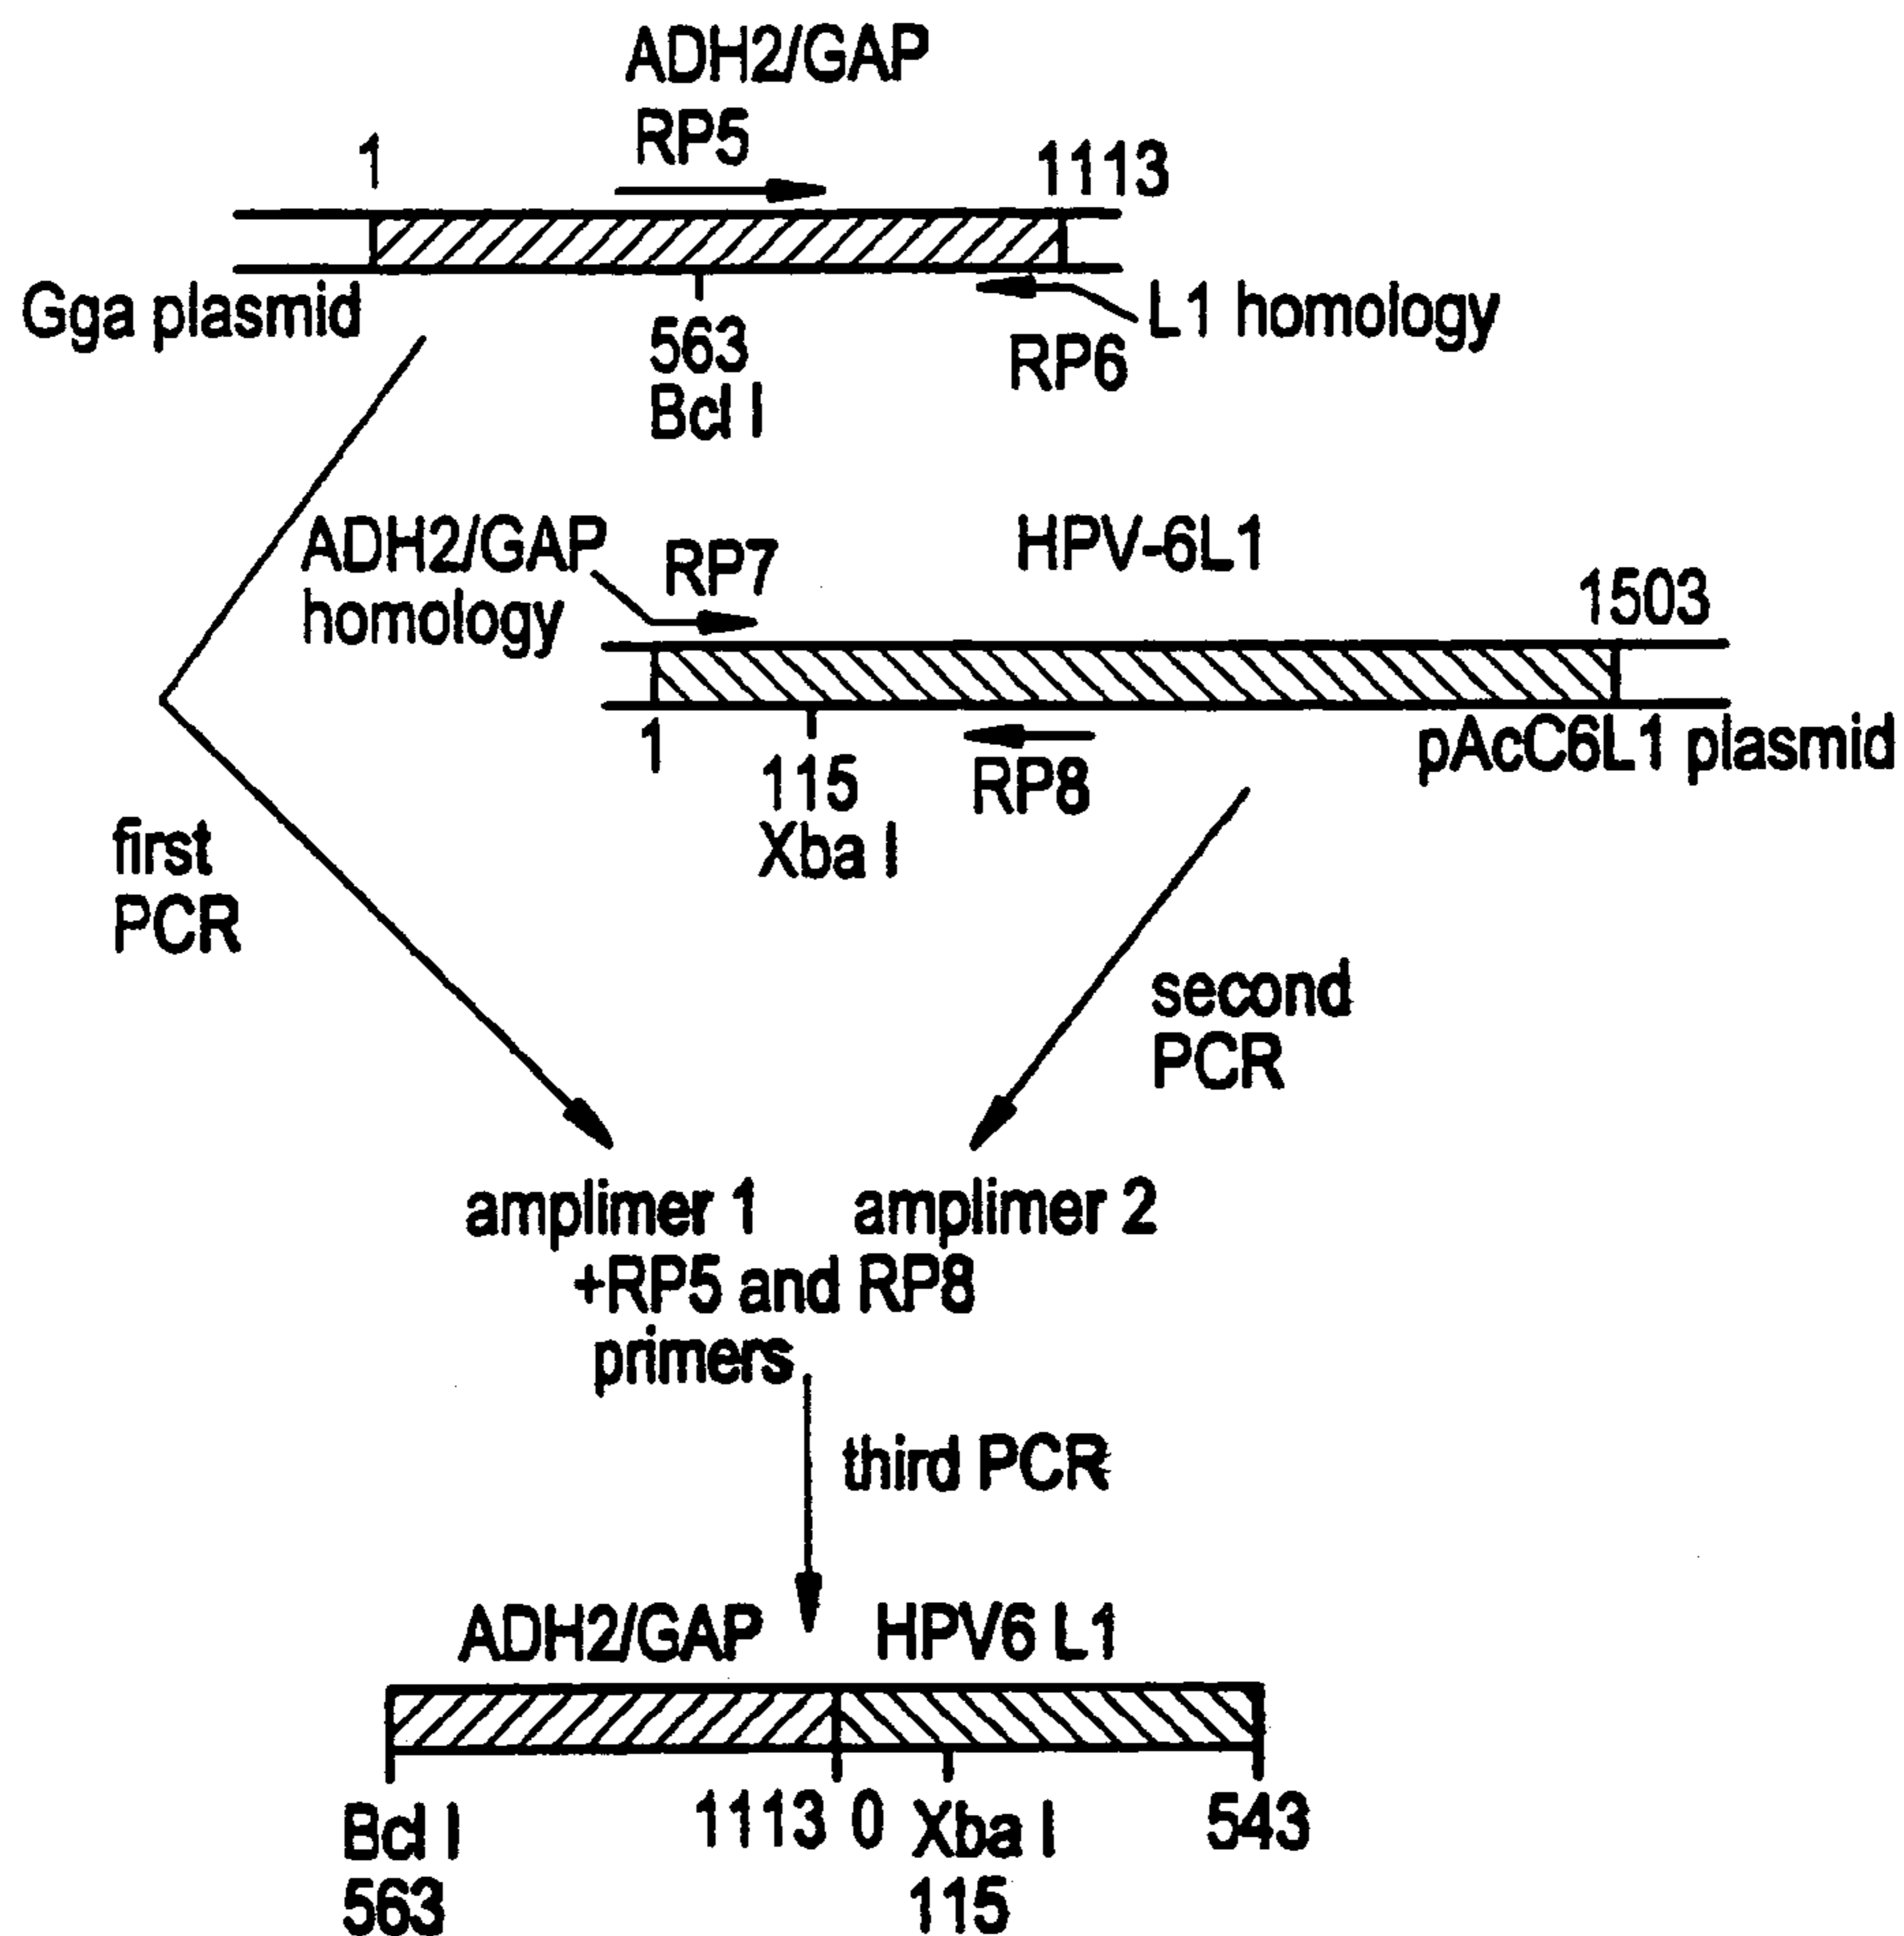 ADH2/GAP
RP5
1
1113
Gga plasmid
563
Bcl I
L1 homology
RP6
ADH2/GAP
homology
RP7
HPV-6L1
1503
1
115
Xba I
RP8
pAcC6L1 plasmid
first
PCR
second
PCR
amplimer 1 amplimer 2
+RP5 and RP8
primers
third PCR
ADH2/GAP HPV6 L1
Bcl I
563
1113 0
Xba I
115
543